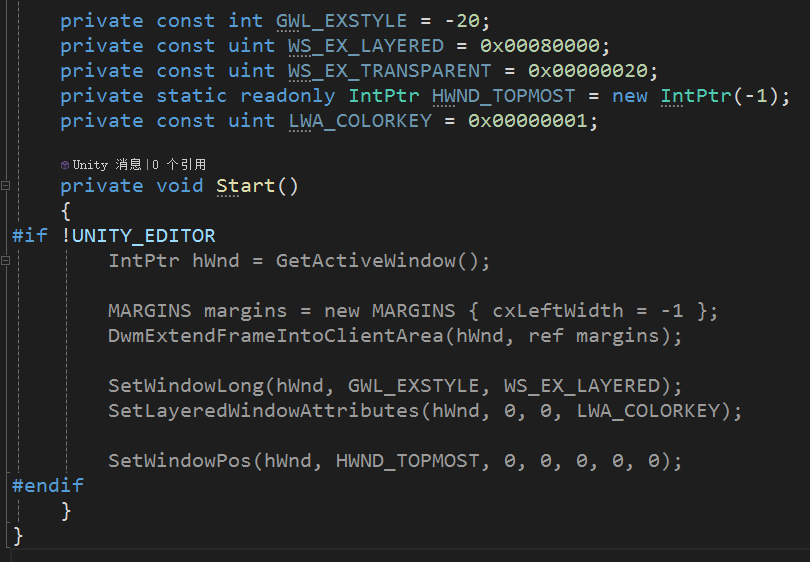 private const int GWL_EXSTYLE = -20;
private const uint WS_EX_LAYERED = 0x00080000;
private const uint WS_EX_TRANSPARENT = 0x00000020;
private static readonly IntPtr HWND_TOPMOST = new IntPtr(-1);
private const uint LWA_COLORKEY = 0x00000001;
Unity 消息|0 个引用
private void Start()
{
#if !UNITY_EDITOR
IntPtr hWnd = GetActiveWindow();
MARGINS margins = new MARGINS { cxLeftWidth = -1 };
DwmExtendFrameIntoClientArea(hWnd, ref margins);
SetWindowLong(hWnd, GWL_EXSTYLE, WS_EX_LAYERED);
SetLayeredWindowAttributes(hWnd, 0, 0, LWA_COLORKEY);
SetWindowPos(hWnd, HWND_TOPMOST, 0, 0, 0, 0, 0);
#endif
}
}